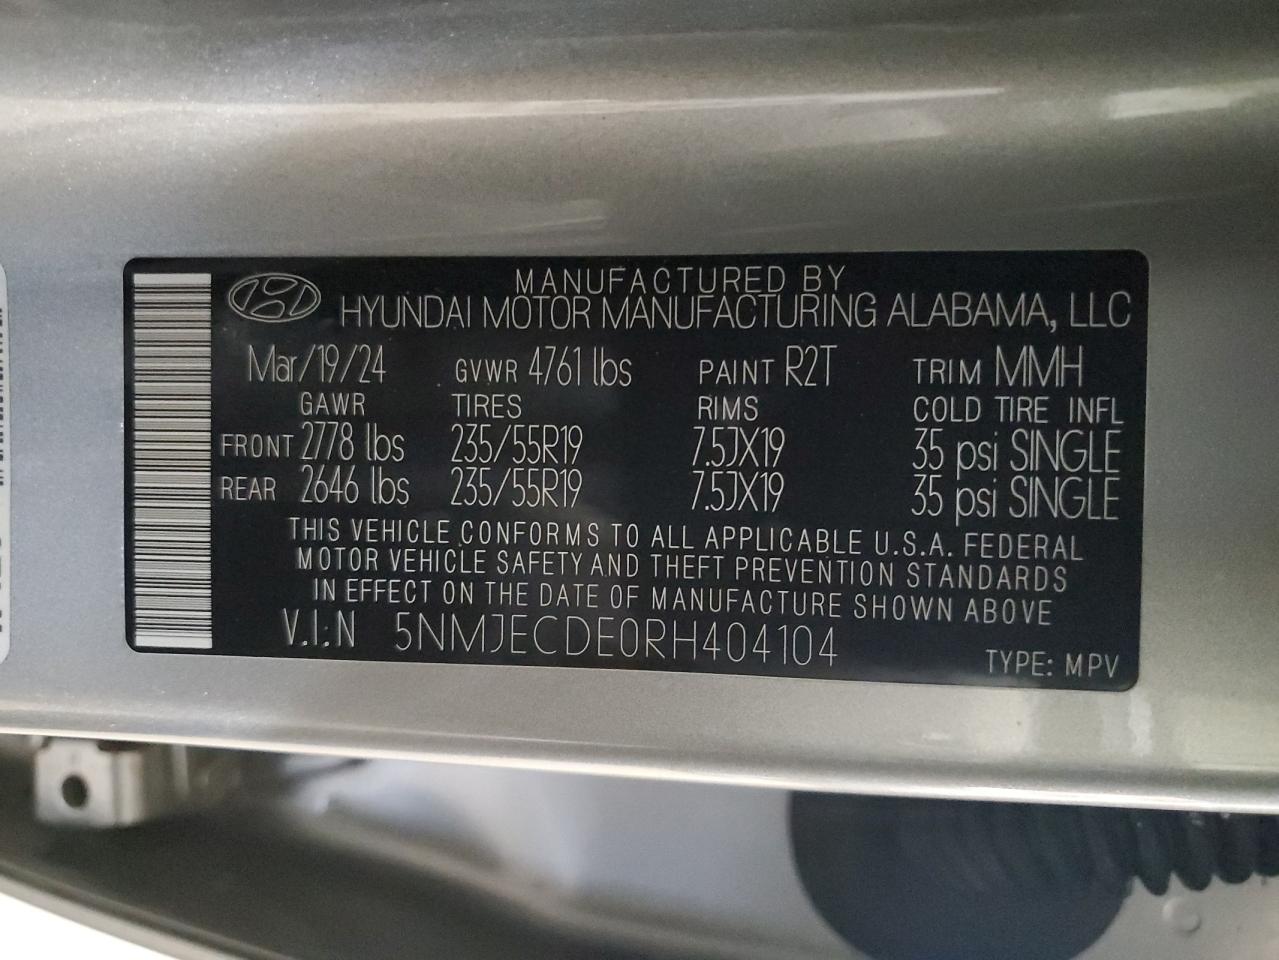 MANUFACTURED BY
HYUNDAI MOTOR MANUFACTURING ALABAMA, LLC
Mar/19/24 GVWR 4761 lbs PAINT R2T TRIM MMH
GAWR TIRES RIMS COLD TIRE INFL
FRONT 2778 lbs 235/55R19 7.5JX19 35 psi SINGLE
REAR 2646 lbs 235/55R19 7.5JX19 35 psi SINGLE
THIS VEHICLE CONFORMS TO ALL APPLICABLE U.S.A. FEDERAL
MOTOR VEHICLE SAFETY AND THEFT PREVENTION STANDARDS
IN EFFECT ON THE DATE OF MANUFACTURE SHOWN ABOVE
V.I.N 5NMJECDE0RH404104
TYPE: MPV